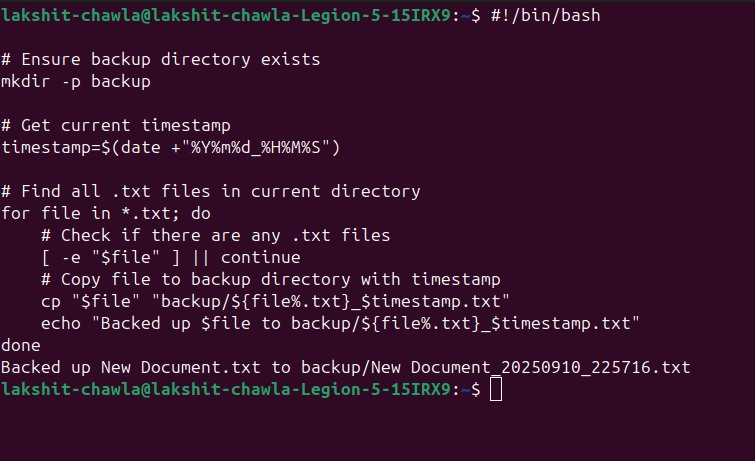 lakshit-chawla@lakshit-chawla-Legion-5-15IRX9:~$ #!/bin/bash
# Ensure backup directory exists
mkdir -p backup
# Get current timestamp
timestamp=$(date +"%Y%m%d_%H%M%S")
# Find all .txt files in current directory
for file in *.txt; do
    # Check if there are any .txt files
    [ -e "$file" ] || continue
    # Copy file to backup directory with timestamp
    cp "$file" "backup/${file%.txt}_$timestamp.txt"
    echo "Backed up $file to backup/${file%.txt}_$timestamp.txt"
done
Backed up New Document.txt to backup/New Document_20250910_225716.txt
lakshit-chawla@lakshit-chawla-Legion-5-15IRX9:~$